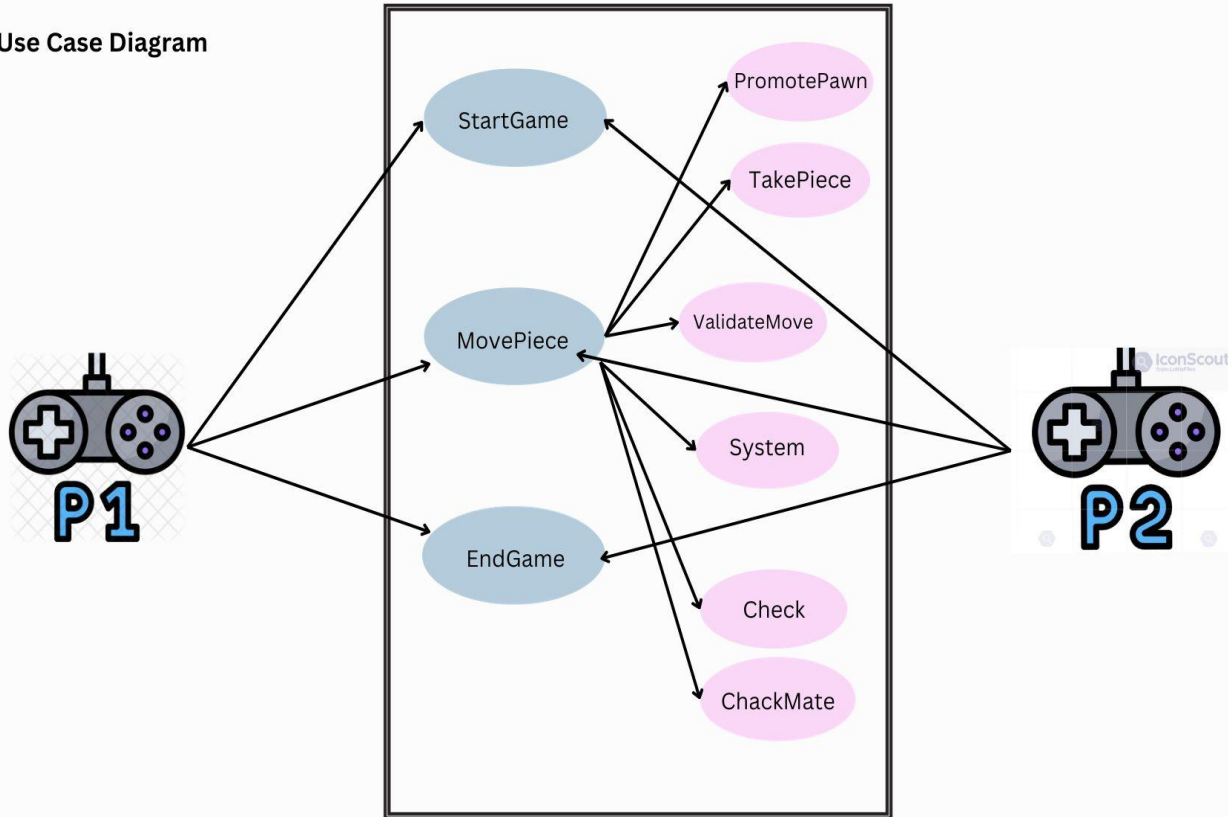 Use Case Diagram
PromotePawn
StartGame
TakePiece
ValidateMove
MovePiece
IconScout
P1
P2
System
EndGame
Check
ChackMate